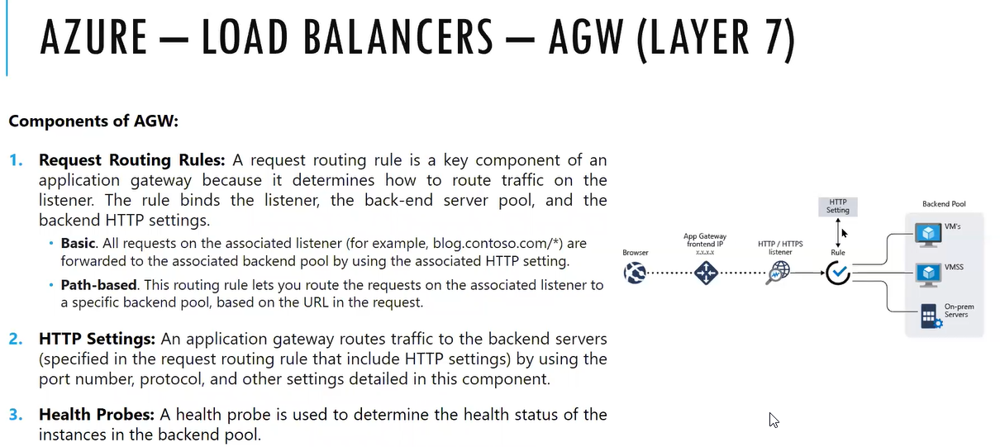 AZURE — LOAD BALANCERS — AGW (LAYER 7)
Components of AGW:
1. Request Routing Rules: A request routing rule is a key component of an
application gateway because it determines how to route traffic on the
listener. The rule binds the listener, the back-end server pool, and the
backend HTTP settings.
• Basic. All requests on the associated listener (for example, blog.contoso.com/*) are
forwarded to the associated backend pool by using the associated HTTP setting.
• Path-based. This routing rule lets you route the requests on the associated listener to
a specific backend pool, based on the URL in the request.
2. HTTP Settings: An application gateway routes traffic to the backend servers
(specified in the request routing rule that include HTTP settings) by using the
port number, protocol, and other settings detailed in this component.
3. Health Probes: A health probe is used to determine the health status of the
instances in the backend pool.
Browser
App Gateway
frontend IP
x.x.x.x
HTTP / HTTPS
listener
HTTP
Setting
Rule
Backend Pool
VM's
VMSS
On-prem
Servers